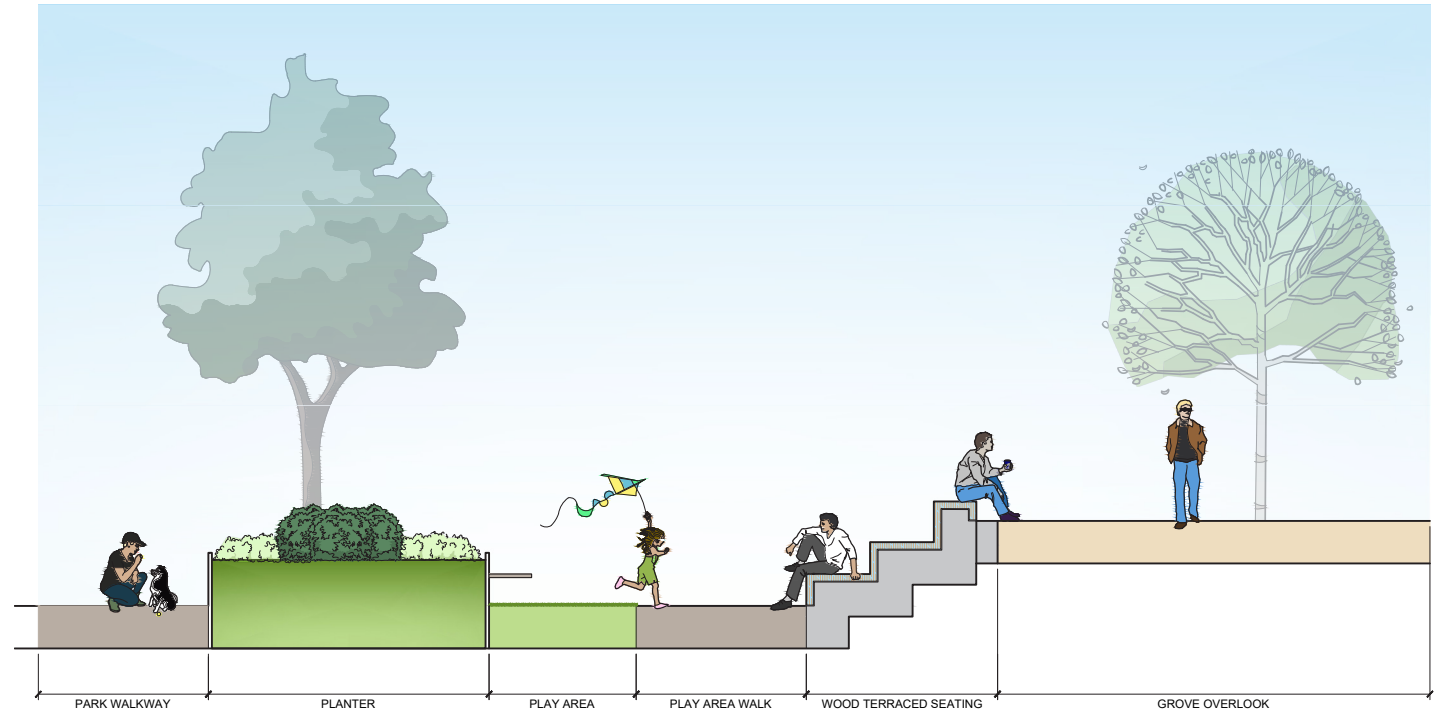 PARK WALKWAY
PLANTER
PLAY AREA
PLAY AREA WALK
WOOD TERRACED SEATING
GROVE OVERLOOK